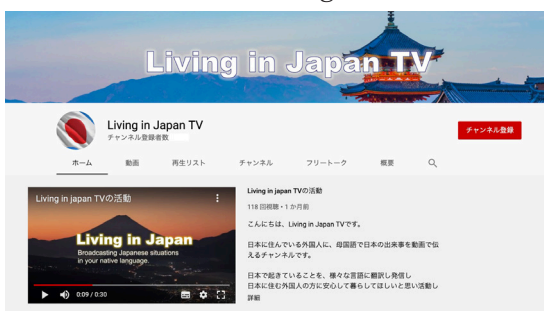 Living in Japan TV
Living in Japan TV
チャンネル登録者数
チャンネル登録
ホーム 動画 再生リスト チャンネル フリートーク 概要
Living in japan TVの活動
Living in Japan
Broadcasting Japanese situations
in your native language.
0:09 / 0:30
Living in japan TVの活動
118 回視聴・1 か月前
こんにちは、Living in Japan TVです。
日本に住んでいる外国人に、母国語で日本の出来事を動画で伝
えるチャンネルです。
日本で起きていることを、様々な言語に翻訳し発信し
日本に住む外国人の方に安心して暮らしてほしいと思い活動し
詳細